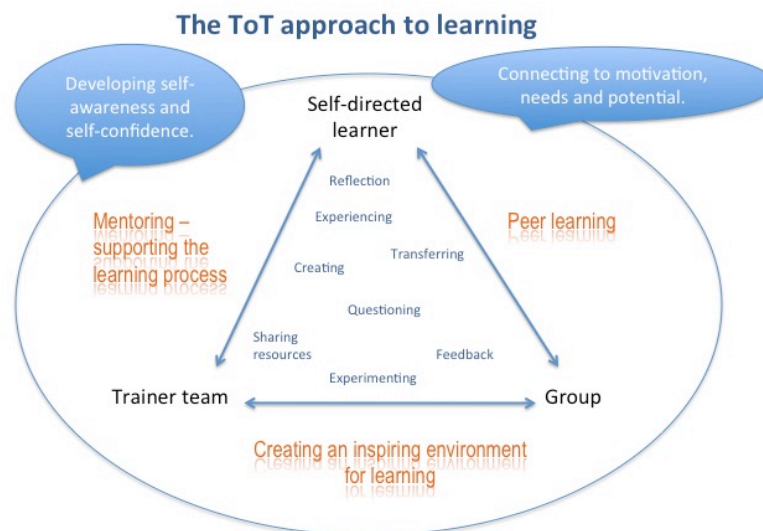 The ToT approach to learning
Developing self-
awareness and
self-confidence.
Connecting to motivation,
needs and potential.
Self-directed
learner
Reflection
Mentoring –
supporting the
learning process
Experiencing
Peer learning
Transferring
Creating
Questioning
Sharing
resources
Feedback
Experimenting
Trainer team
Group
Creating an inspiring environment
for learning